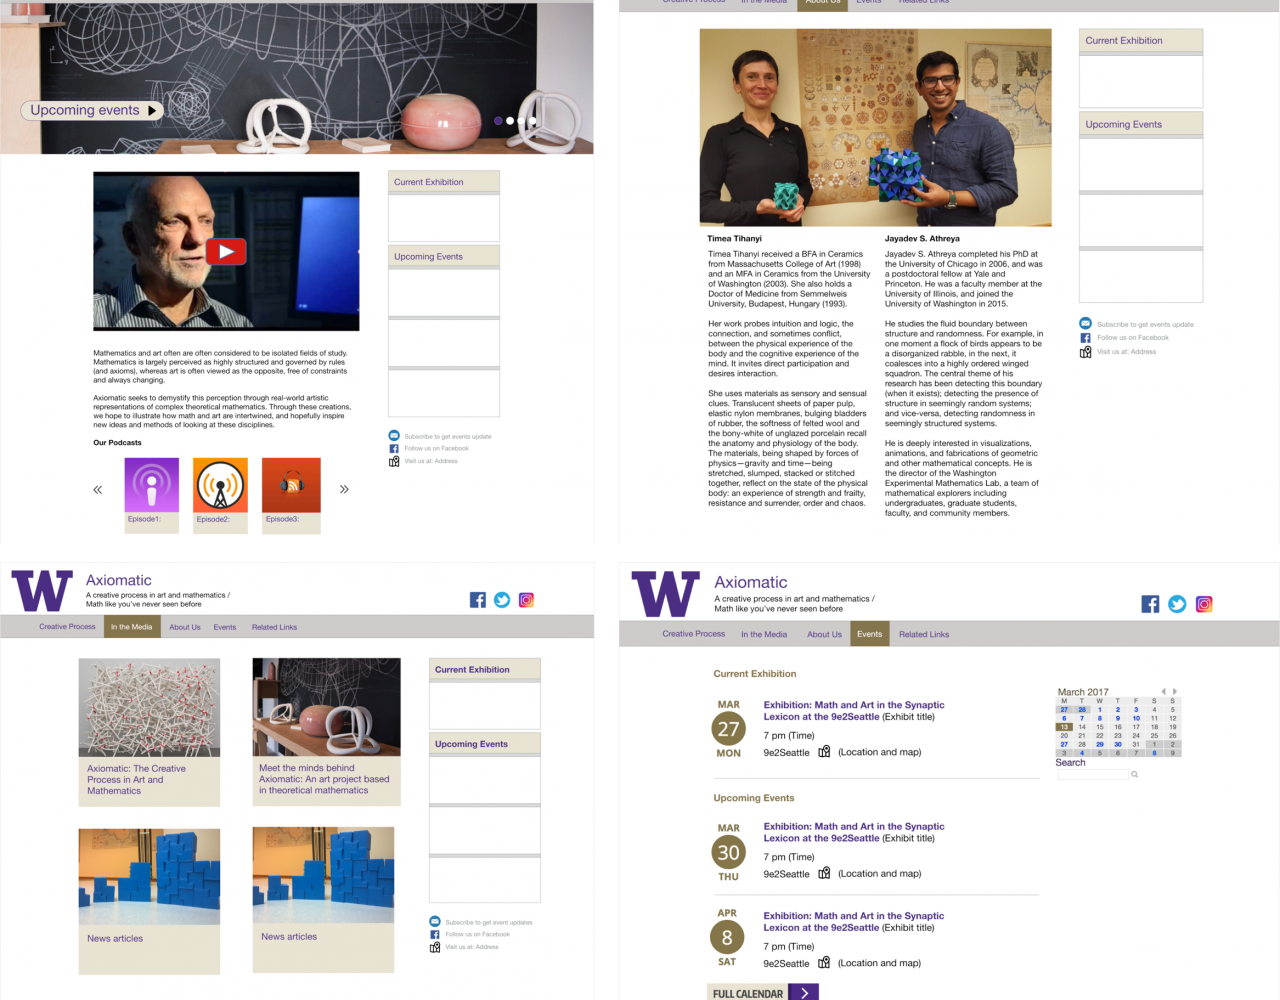 Upcoming events
Current Exhibition
Upcoming Events
Mathematics and art often are often considered to be isolated fields of study.
Mathematics is largely perceived as highly structured and governed by rules
(and axioms), whereas art is often viewed as the opposite, free of constraints
and always changing.
Axiomatic seeks to demystify this perception through real-world artistic
representations of complex theoretical mathematics. Through these creations,
we hope to illustrate how math and art are intertwined, and hopefully inspire
new ideas and methods of looking at these disciplines.
Our Podcasts
Episode1:
Episode2:
Episode3:
Subscribe to get events update
Follow us on Facebook
Visit us at: Address
Creative Process
In the Media
About Us
Events
Related Links
Current Exhibition
Upcoming Events
Timea Tihanyi
Timea Tihanyi received a BFA in Ceramics
from Massachusetts College of Art (1998)
and an MFA in Ceramics from the University
of Washington (2003). She also holds a
Doctor of Medicine from Semmelweis
University, Budapest, Hungary (1993).
Her work probes intuition and logic, the
connection, and sometimes conflict,
between the physical experience of the
body and the cognitive experience of the
mind. It invites direct participation and
desires interaction.
She uses materials as sensory and sensual
clues. Translucent sheets of paper pulp,
elastic nylon membranes, bulging bladders
of rubber, the softness of felted wool and
the bony-white of unglazed porcelain recall
the anatomy and physiology of the body.
The materials, being shaped by forces of
physics—gravity and time—being
stretched, slumped, stacked or stitched
together, reflect on the state of the physical
body: an experience of strength and frailty,
resistance and surrender, order and chaos.
Jayadev S. Athreya
Jayadev S. Athreya completed his PhD at
the University of Chicago in 2006, and was
a postdoctoral fellow at Yale and
Princeton. He was a faculty member at the
University of Illinois, and joined the
University of Washington in 2015.
He studies the fluid boundary between
structure and randomness. For example, in
one moment a flock of birds appears to be
a disorganized rabble, in the next, it
coalesces into a highly ordered winged
squadron. The central theme of his
research has been detecting this boundary
(when it exists); detecting the presence of
structure in seemingly random systems;
and vice-versa, detecting randomness in
seemingly structured systems.
He is deeply interested in visualizations,
animations, and fabrications of geometric
and other mathematical concepts. He is
the director of the Washington
Experimental Mathematics Lab, a team of
mathematical explorers including
undergraduates, graduate students,
faculty, and community members.
Subscribe to get events update
Follow us on Facebook
Visit us at: Address
W
Axiomatic
A creative process in art and mathematics /
Math like you've never seen before
Creative Process
In the Media
About Us
Events
Related Links
Axiomatic: The Creative
Process in Art and
Mathematics
Meet the minds behind
Axiomatic: An art project based
in theoretical mathematics
News articles
News articles
Current Exhibition
Upcoming Events
Subscribe to get event updates
Follow us on Facebook
Visit us at: Address
W
Axiomatic
A creative process in art and mathematics /
Math like you've never seen before
Creative Process
In the Media
About Us
Events
Related Links
Current Exhibition
MAR
27
MON
Exhibition: Math and Art in the Synaptic
Lexicon at the 9e2Seattle (Exhibit title)
7 pm (Time)
9e2Seattle (Location and map)
Upcoming Events
MAR
30
THU
Exhibition: Math and Art in the Synaptic
Lexicon at the 9e2Seattle (Exhibit title)
7 pm (Time)
9e2Seattle (Location and map)
APR
8
SAT
Exhibition: Math and Art in the Synaptic
Lexicon at the 9e2Seattle (Exhibit title)
7 pm (Time)
9e2Seattle (Location and map)
FULL CALENDAR
March 2017
M T W T F S S
27 28 1 2 3 4 5
6 7 8 9 10 11 12
13 14 15 16 17 18 19
20 21 22 23 24 25 26
27 28 29 30 31 1 2
3 4 5 6 7 8 9
Search